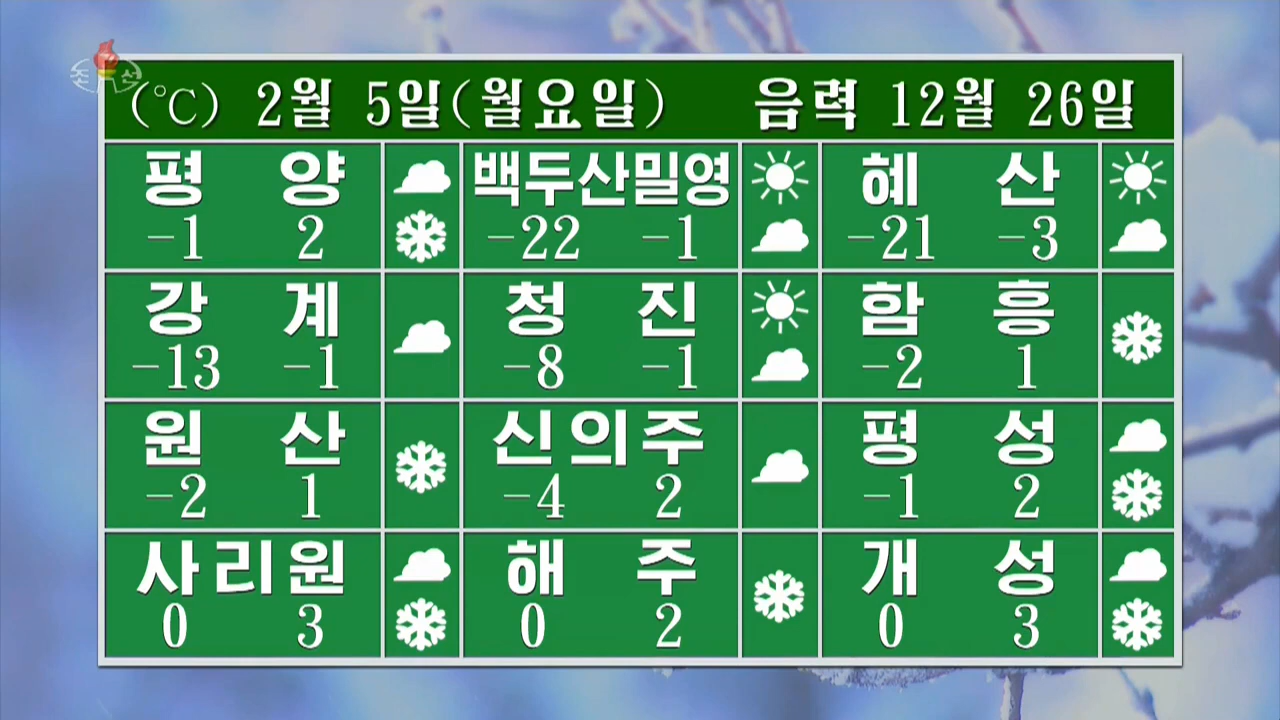 조선
(℃) 2월 5일(월요일) 음력 12월 26일
평양 백두산밀영 혜산
-1 2 -22 -1 -21 -3
강계 청진 함흥
-13 -1 -8 -1 -2 1
원산 신의주 평성
-2 1 -4 2 -1 2
사리원 해주 개성
0 3 0 2 0 3